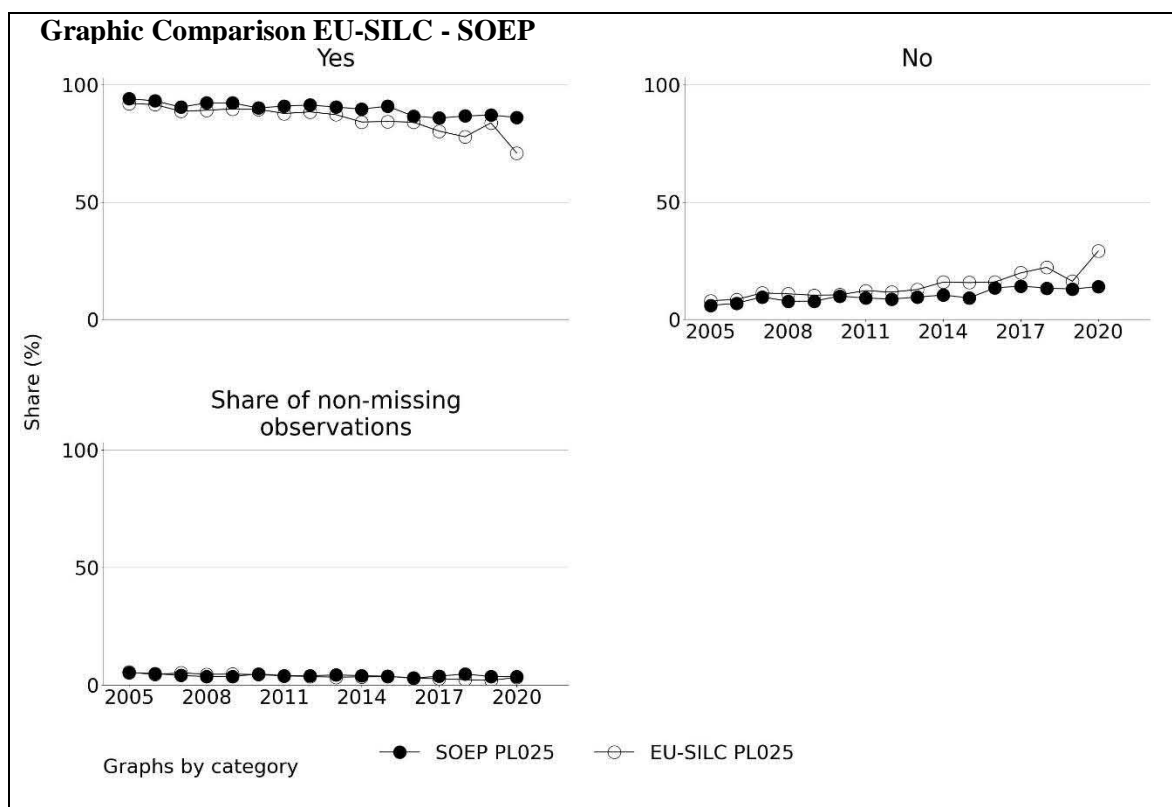 Graphic Comparison EU-SILC - SOEP
Yes
No
100
50
0
100
50
0
2005 2008 2011 2014 2017 2020
Share (%)
Share of non-missing
observations
100
50
0
2005 2008 2011 2014 2017 2020
SOEP PL025 EU-SILC PL025
Graphs by category